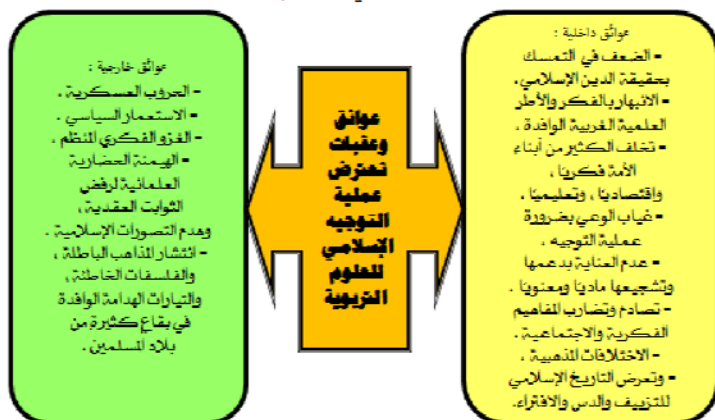 عوائق داخلية :
- الضعف في التمسك
بحقيقة الدين الإسلامي.
- الانبهار بالفكر والأطر
العلمية الغربية الوافدة ،
- تخلف الكثير من أبناء
الأمة فكريًا ،
واقتصاديًا ، وتعليميًا .
- غياب الوعي بضرورة
عملية التوجيه .
- عدم العناية بدعمها
وتشجيعها ماديًا ومعنويًا .
- تصادم وتضارب المفاهيم
الفكرية والاجتماعية .
- الاختلافات المذهبية ،
- وتعرض التاريخ الإسلامي
للتزييف والدس والافتراء.
عوائق
وعقبات
تعترض
عملية
التوجيه
الإسلامي
للعلوم
التربوية
عوائق خارجية :
- الحروب العسكرية .
- الاستعمار السياسي .
- الغزو الفكري المنظم .
- الهيمنة الحضارية
العلمانية لرفض
الثوابت العقدية ،
وهدم التصورات الإسلامية .
- انتشار المذاهب الباطلة ،
والفلسفات الخاطئة ،
والتيارات الهدامة الوافدة
في بقاع كثيرة من
بلاد المسلمين .